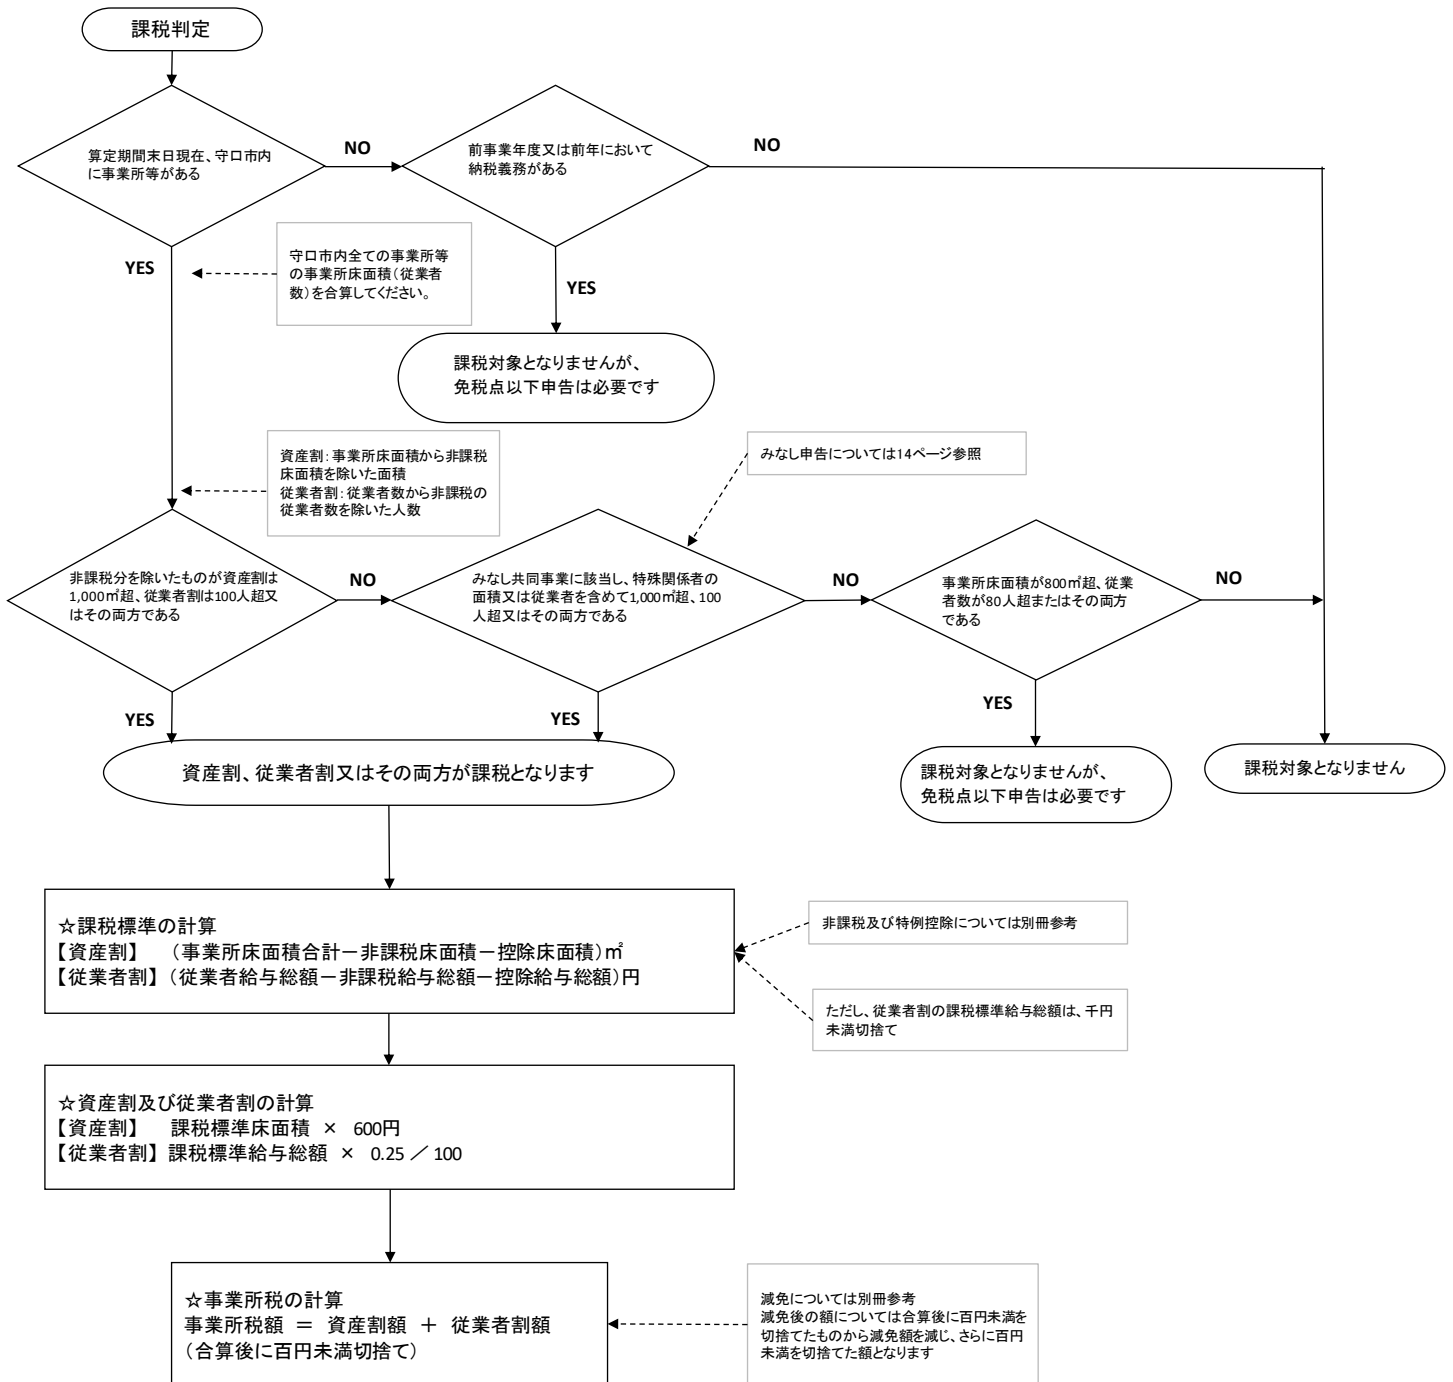 課税判定
算定期間末日現在、守口市内
に事業所等がある
NO
前事業年度又は前年において
納税義務がある
NO
YES
守口市内全ての事業所等
の事業所床面積（従業者
数）を合算してください。
YES
課税対象となりませんが、
免税点以下申告は必要です
資産割：事業所床面積から非課税
床面積を除いた面積
従業者割：従業者数から非課税の
従業者数を除いた人数
みなし申告については14ページ参照
非課税分を除いたものが資産割は
1,000㎡超、従業者割は100人超又
はその両方である
NO
みなし共同事業に該当し、特殊関係者の
面積又は従業者を含めて1,000㎡超、100
人超又はその両方である
NO
事業所床面積が800㎡超、従業
者数が80人超またはその両方
である
NO
YES
YES
YES
資産割、従業者割又はその両方が課税となります
課税対象となりませんが、
免税点以下申告は必要です
課税対象となりません
☆課税標準の計算
【資産割】　（事業所床面積合計－非課税床面積－控除床面積）㎡
【従業者割】（従業者給与総額－非課税給与総額－控除給与総額）円
非課税及び特例控除については別冊参考
ただし、従業者割の課税標準給与総額は、千円
未満切捨て
☆資産割及び従業者割の計算
【資産割】　課税標準床面積　×　600円
【従業者割】課税標準給与総額　×　0.25 ／ 100
☆事業所税の計算
事業所税額　＝　資産割額　＋　従業者割額
（合算後に百円未満切捨て）
減免については別冊参考
減免後の額については合算後に百円未満を
切捨てたものから減免額を減じ、さらに百円
未満を切捨てた額となります